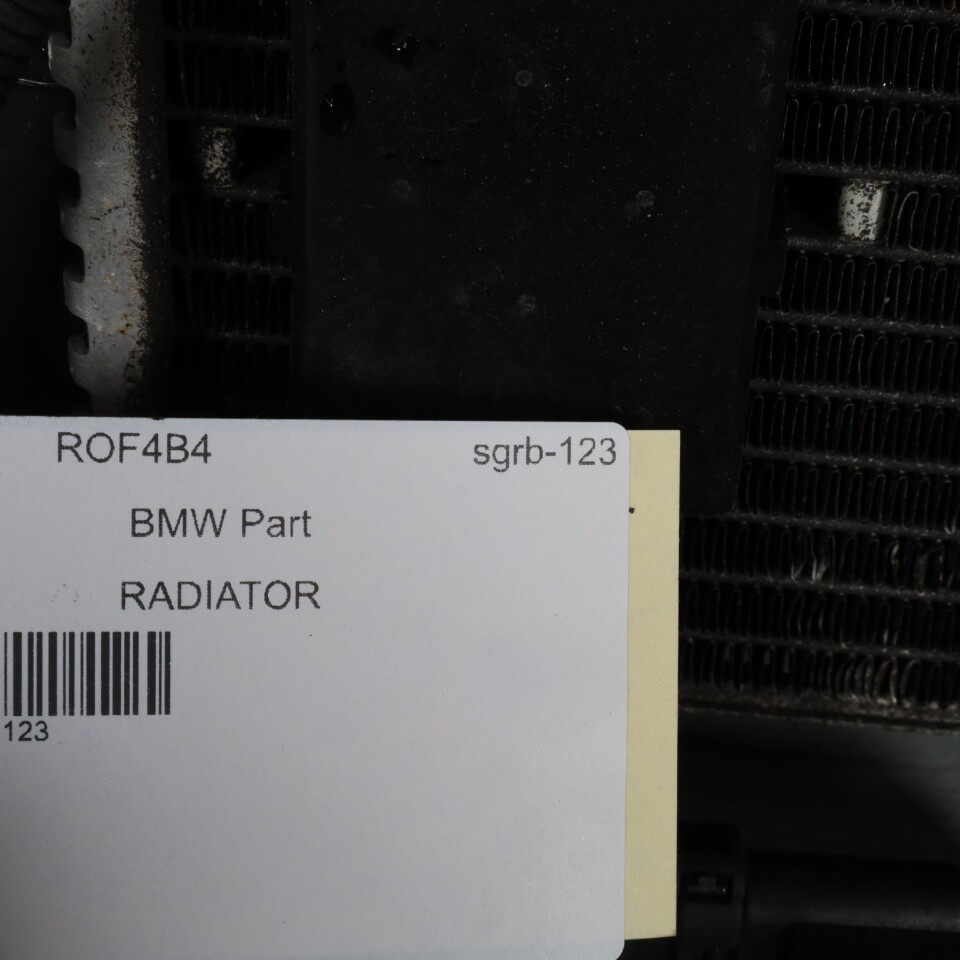 ROF4B4 sgrb-123
BMW Part
RADIATOR
123